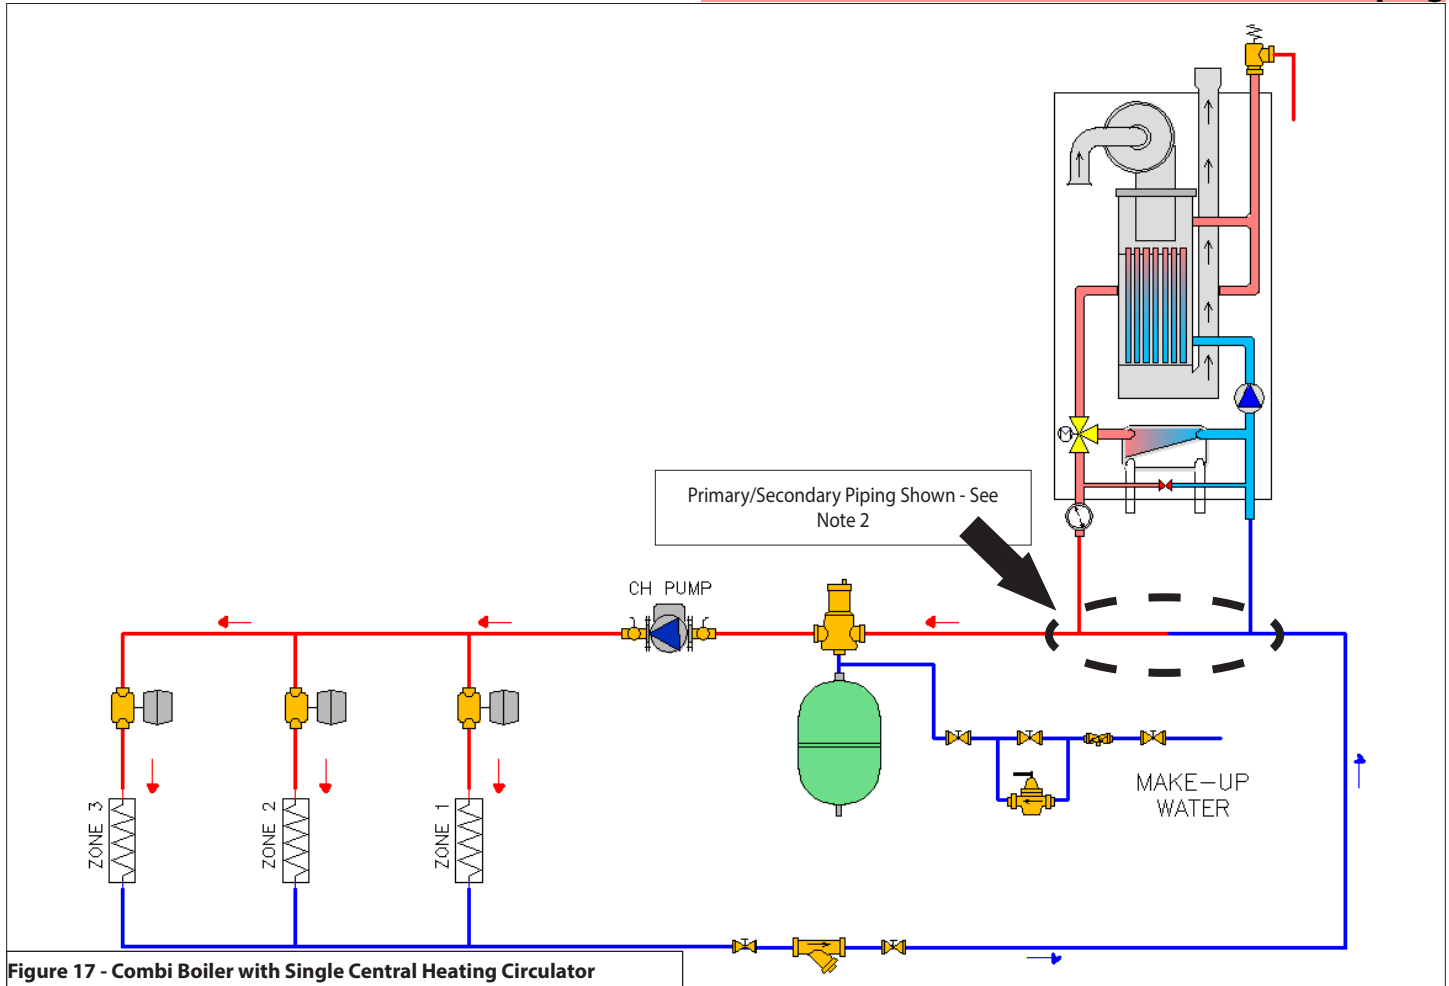 Primary/Secondary Piping Shown - See
Note 2
CH PUMP
MAKE-UP
WATER
ZONE 3
ZONE 2
ZONE 1
M
Figure 17 - Combi Boiler with Single Central Heating Circulator